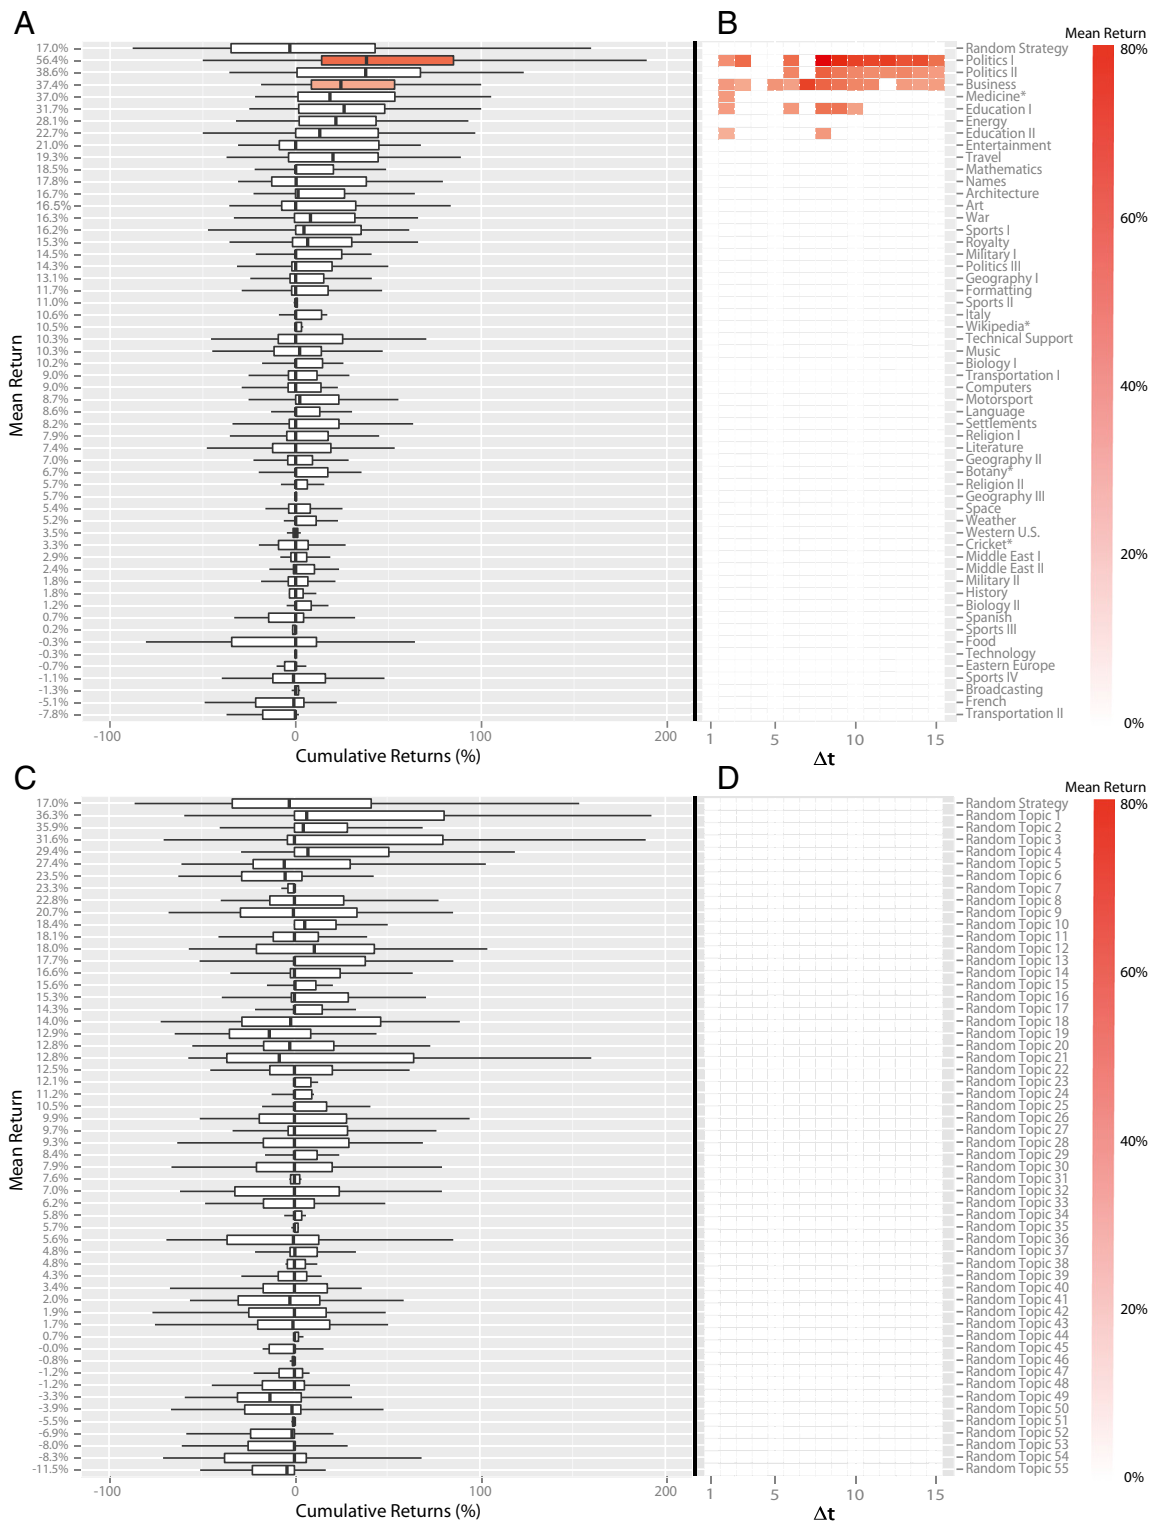 A
B
Mean Return
Mean Return
17.0%
56.4%
38.6%
37.4%
37.0%
31.7%
28.1%
22.7%
21.0%
19.3%
18.5%
17.8%
16.7%
16.5%
16.3%
16.2%
15.3%
14.5%
14.3%
13.1%
11.7%
11.0%
10.6%
10.5%
10.3%
10.3%
10.2%
9.0%
9.0%
8.7%
8.6%
8.2%
7.9%
7.4%
7.0%
6.7%
5.7%
5.7%
5.4%
5.2%
3.5%
3.3%
2.9%
2.4%
1.8%
1.8%
1.2%
0.7%
0.2%
-0.3%
-0.3%
-0.7%
-1.1%
-1.3%
-5.1%
-7.8%
-100 0 100 200
Cumulative Returns (%)
Random Strategy
Politics I
Politics II
Business
Medicine*
Education I
Energy
Education II
Entertainment
Travel
Mathematics
Names
Architecture
Art
War
Sports I
Royalty
Military I
Politics III
Geography I
Formatting
Sports II
Italy
Wikipedia*
Technical Support
Music
Biology I
Transportation I
Computers
Motorsport
Language
Settlements
Religion I
Literature
Geography II
Botany*
Religion II
Geography III
Space
Weather
Western U.S.
Cricket*
Middle East I
Middle East II
Military II
History
Biology II
Spanish
Sports III
Food
Technology
Eastern Europe
Sports IV
Broadcasting
French
Transportation II
1 5 10 15
Δt
80%
60%
40%
20%
0%
C
D
Mean Return
Mean Return
17.0%
36.3%
35.9%
31.6%
29.4%
27.4%
23.5%
23.3%
22.8%
20.7%
18.4%
18.1%
18.0%
17.7%
16.6%
15.6%
15.3%
14.3%
14.0%
12.9%
12.8%
12.8%
12.5%
12.1%
11.2%
10.5%
9.9%
9.7%
9.3%
8.4%
7.9%
7.6%
7.0%
6.2%
5.8%
5.7%
5.6%
4.8%
4.8%
4.3%
3.4%
2.0%
1.9%
1.7%
0.7%
-0.0%
-0.8%
-1.2%
-1.2%
-3.3%
-3.9%
-5.5%
-6.9%
-8.0%
-8.3%
-11.5%
-100 0 100 200
Cumulative Returns (%)
Random Strategy
Random Topic 1
Random Topic 2
Random Topic 3
Random Topic 4
Random Topic 5
Random Topic 6
Random Topic 7
Random Topic 8
Random Topic 9
Random Topic 10
Random Topic 11
Random Topic 12
Random Topic 13
Random Topic 14
Random Topic 15
Random Topic 16
Random Topic 17
Random Topic 18
Random Topic 19
Random Topic 20
Random Topic 21
Random Topic 22
Random Topic 23
Random Topic 24
Random Topic 25
Random Topic 26
Random Topic 27
Random Topic 28
Random Topic 29
Random Topic 30
Random Topic 31
Random Topic 32
Random Topic 33
Random Topic 34
Random Topic 35
Random Topic 36
Random Topic 37
Random Topic 38
Random Topic 39
Random Topic 40
Random Topic 41
Random Topic 42
Random Topic 43
Random Topic 44
Random Topic 45
Random Topic 46
Random Topic 47
Random Topic 48
Random Topic 49
Random Topic 50
Random Topic 51
Random Topic 52
Random Topic 53
Random Topic 54
Random Topic 55
1 5 10 15
Δt
80%
60%
40%
20%
0%